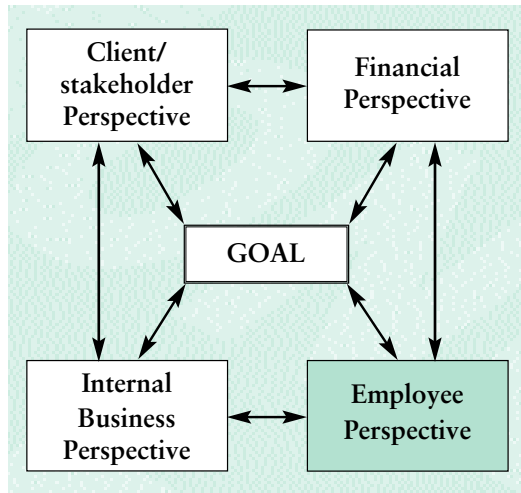 Client/
stakeholder
Perspective
Financial
Perspective
GOAL
Internal
Business
Perspective
Employee
Perspective